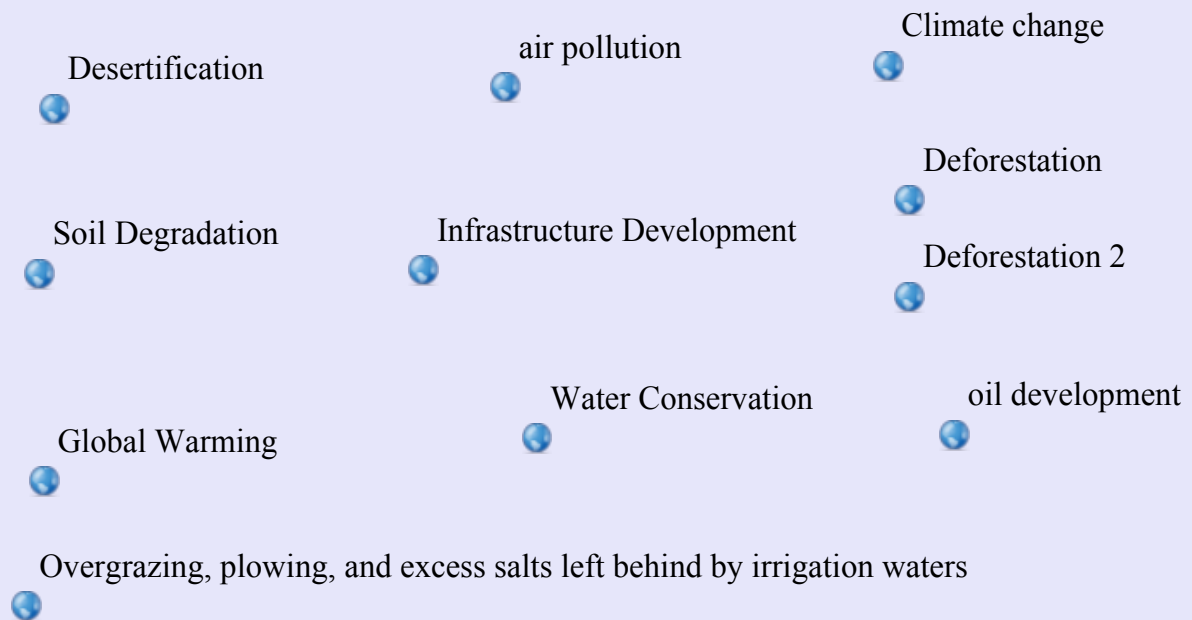 Desertification
air pollution
Climate change
Deforestation
Soil Degradation
Infrastructure Development
Deforestation 2
Water Conservation
oil development
Global Warming
Overgrazing, plowing, and excess salts left behind by irrigation waters